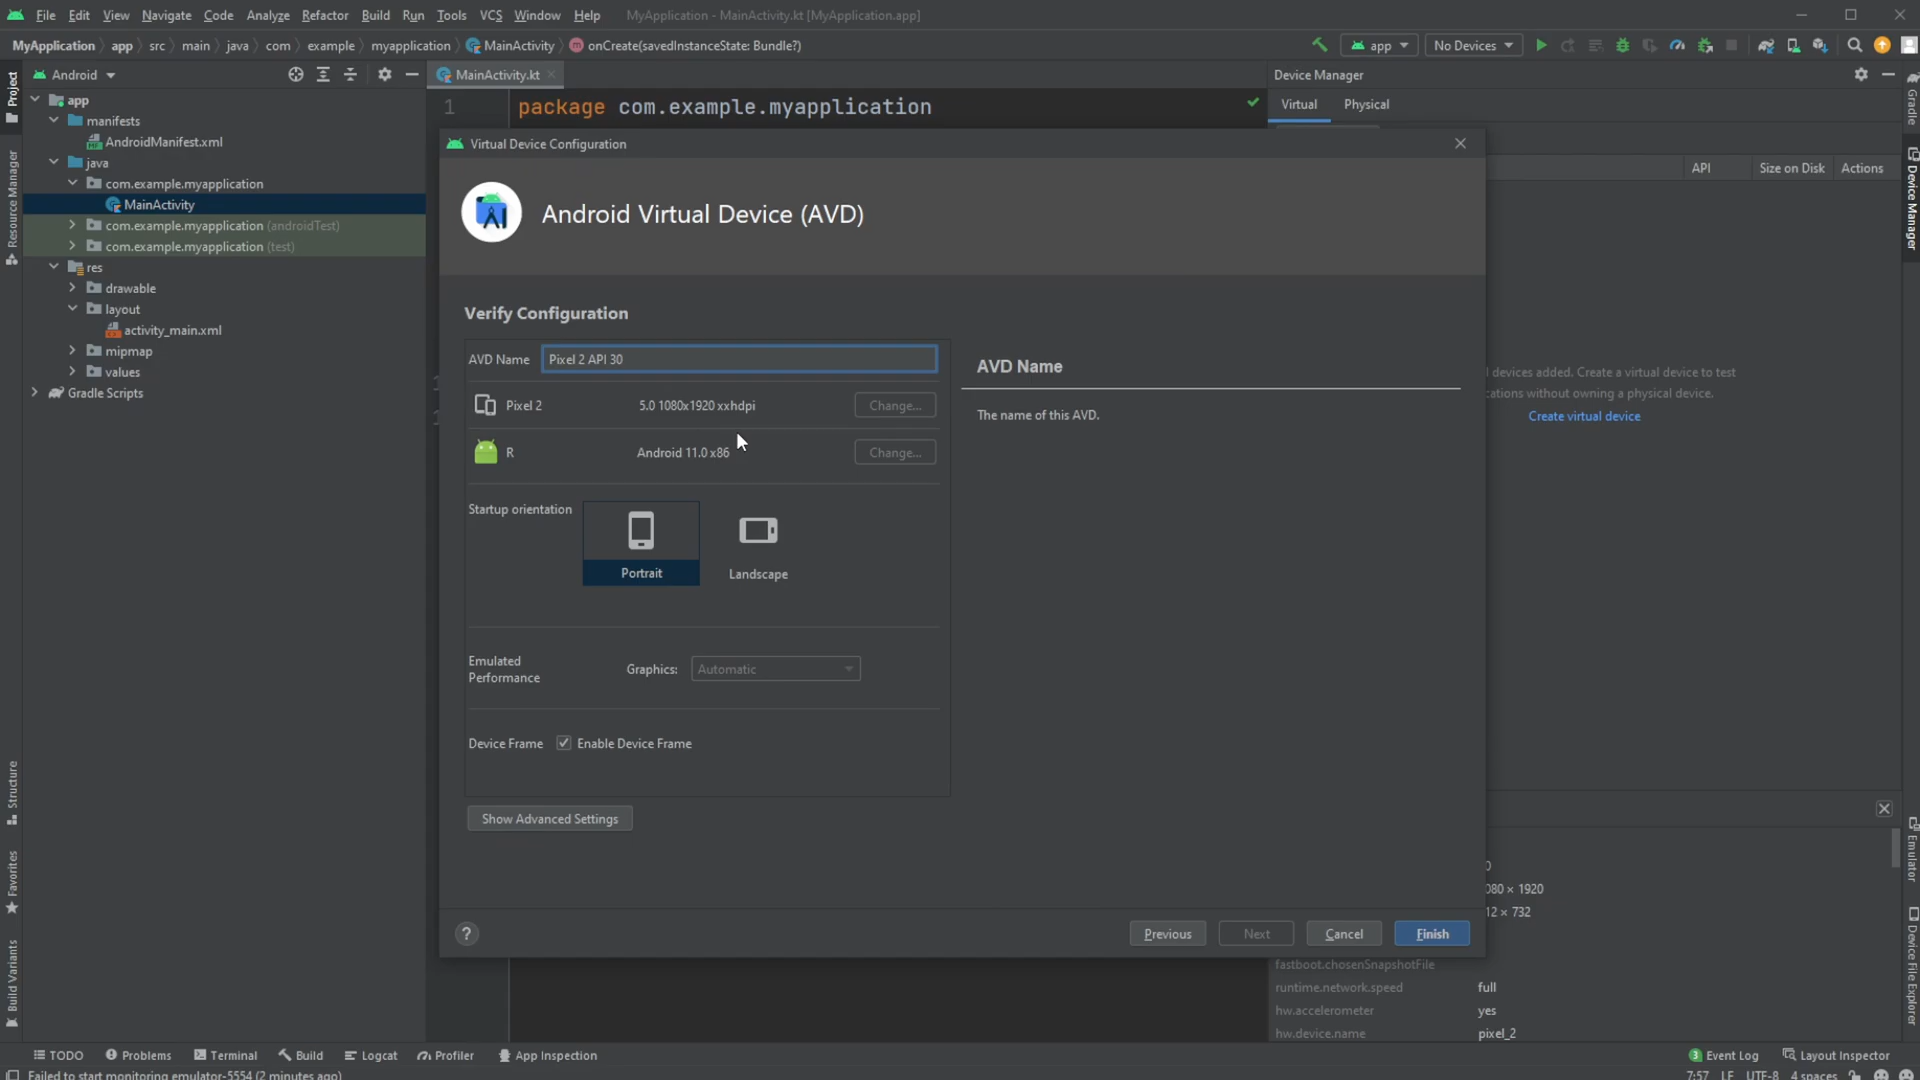 File Edit View Navigate Code Analyze Refactor Build Run Tools VCS Window Help MyApplication - MainActivity.kt [MyApplication.app]
MyApplication app src main java com example myapplication MainActivity onCreate(savedInstanceState: Bundle?) app No Devices
Project
Resource Manager
Structure
Favorites
Build Variants
Android
app
manifests
AndroidManifest.xml
java
com.example.myapplication
MainActivity
com.example.myapplication (androidTest)
com.example.myapplication (test)
res
drawable
layout
activity_main.xml
mipmap
values
Gradle Scripts
MainActivity.kt
1 package com.example.myapplication
Virtual Device Configuration
Android Virtual Device (AVD)
Verify Configuration
AVD Name Pixel 2 API 30
Pixel 2 5.0 1080x1920 xxhdpi Change...
R Android 11.0 x86 Change...
Startup orientation
Portrait
Landscape
Emulated
Performance
Graphics: Automatic
Device Frame Enable Device Frame
Show Advanced Settings
AVD Name
The name of this AVD.
? Previous Next Cancel Finish
Device Manager
Virtual Physical
API Size on Disk Actions
devices added. Create a virtual device to test
ations without owning a physical device.
Create virtual device
0
080 × 1920
12 × 732
fastboot.chosenSnapshotFile
runtime.network.speed full
hw.accelerometer yes
hw.device.name pixel_2
Gradle
Device Manager
Emulator
Device File Explorer
TODO Problems Terminal Build Logcat Profiler App Inspection 3 Event Log Layout Inspector
Failed to start monitoring emulator-5554 (2 minutes ago) 7:57 LF UTF-8 4 spaces